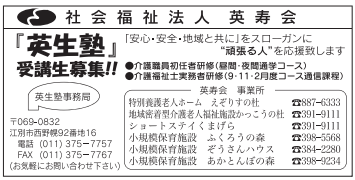 社会福祉法人 英寿会
『英生塾』
受講生募集!!
「安心・安全・地域と共に」をスローガンに
“頑張る人”を応援致します
●介護職員初任者研修(昼間・夜間通学コース)
●介護福祉士実務者研修(9・11・2月度コース通信課程)
英生塾事務局
〒069-0832
江別市西野幌92番地16
電話 (011) 375-7757
FAX (011) 375-7767
(お気軽にお問い合わせ下さい)
英寿会 事業所
特別養護老人ホーム えぞりすの杜 ☎887-6333
地域密着型介護老人福祉施設かっこうの杜 ☎391-9111
ショートステイくまげら ☎391-9111
小規模保育施設 ふくろうの森 ☎398-5568
小規模保育施設 ぞうさんハウス ☎384-2280
小規模保育施設 あかとんぼの森 ☎398-9234